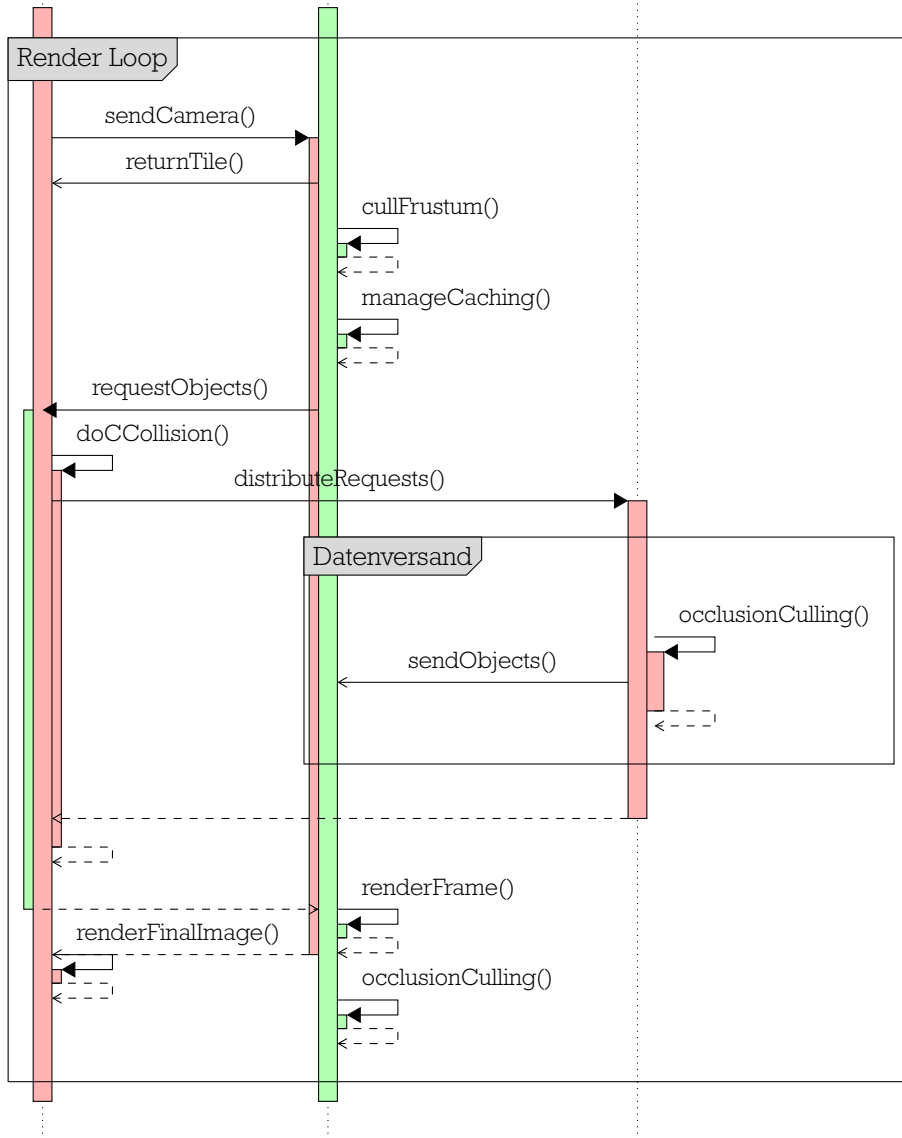 Render Loop
sendCamera()
returnTile()
cullFrustum()
manageCaching()
requestObjects()
doCCollision()
distributeRequests()
Datenversand
occlusionCulling()
sendObjects()
renderFrame()
renderFinalImage()
occlusionCulling()